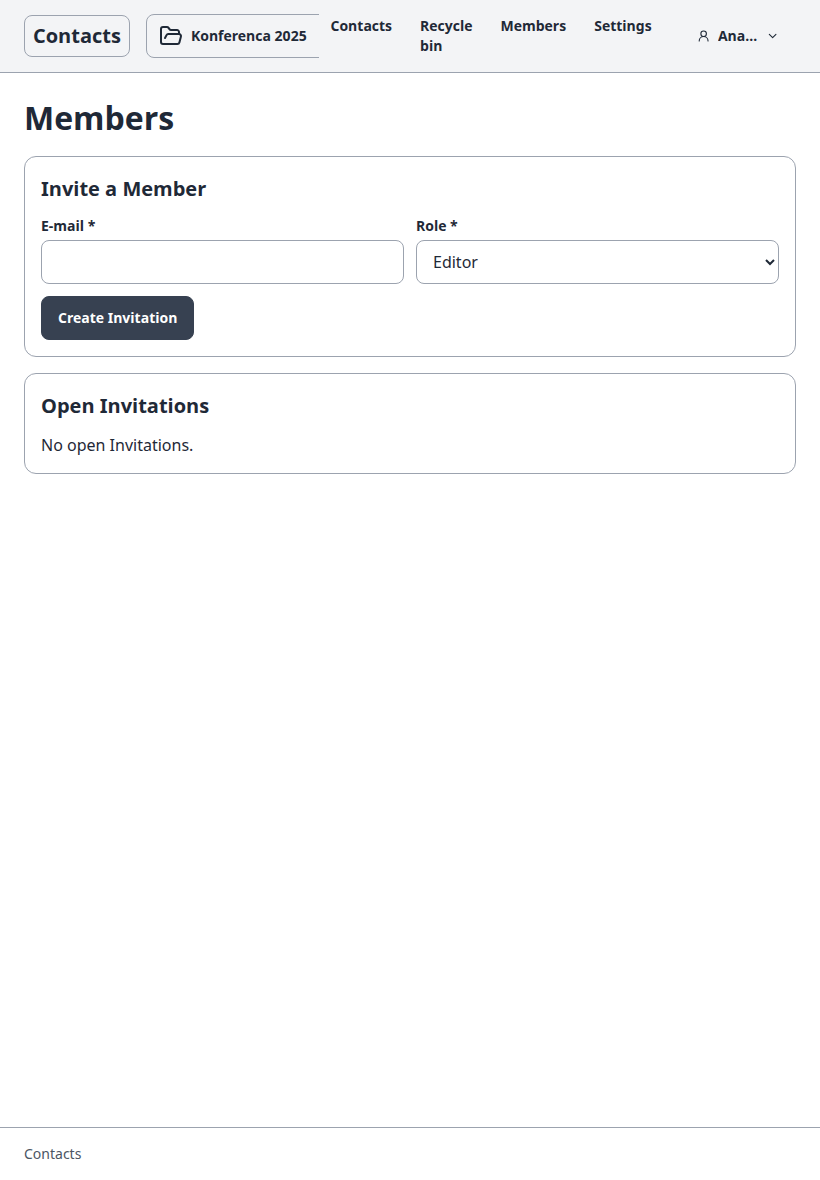 Contacts
Konferenca 2025
Contacts
Recycle
bin
Members
Settings
Ana...
Members
Invite a Member
E-mail *
Role *
Editor
Create Invitation
Open Invitations
No open Invitations.
Contacts